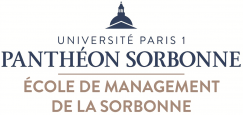 UNIVERSITÉ PARIS 1
PANTHÉON SORBONNE
ÉCOLE DE MANAGEMENT
DE LA SORBONNE